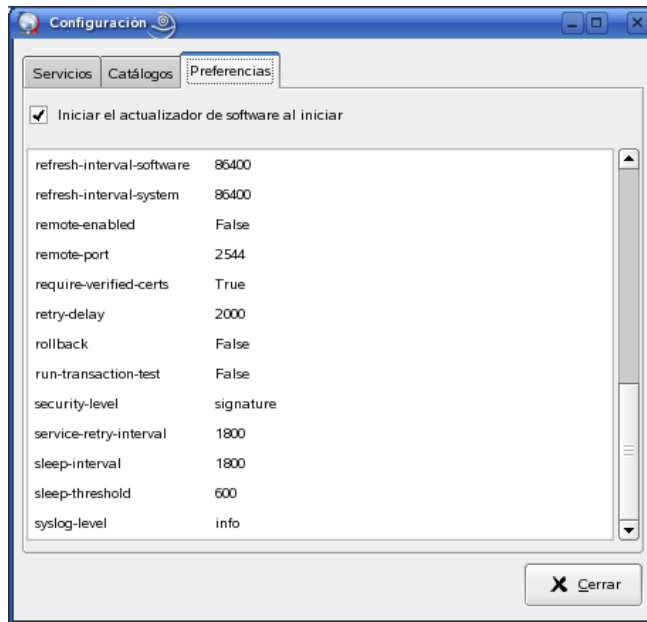 Configuración
Servicios Catálogos Preferencias
Iniciar el actualizador de software al iniciar
refresh-interval-software 86400
refresh-interval-system 86400
remote-enabled False
remote-port 2544
require-verified-certs True
retry-delay 2000
rollback False
run-transaction-test False
security-level signature
service-retry-interval 1800
sleep-interval 1800
sleep-threshold 600
syslog-level info
Cerrar